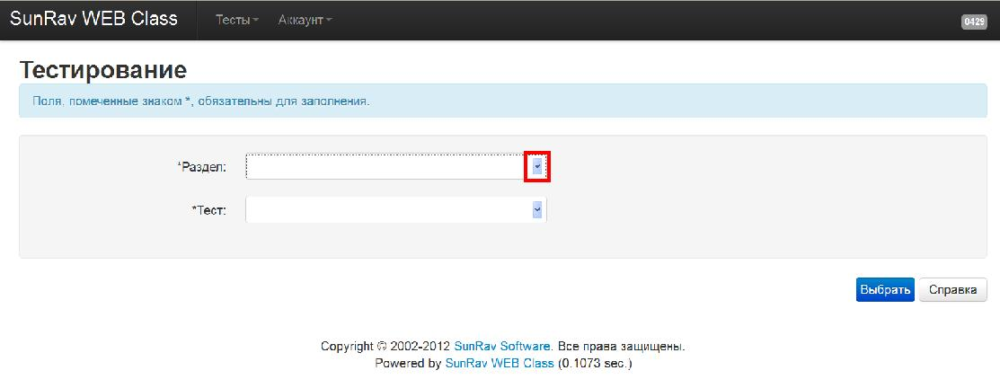 SunRav WEB Class Тесты Аккаунт 0429
Тестирование
Поля, помеченные знаком *, обязательны для заполнения.
*Раздел:
*Тест:
Выбрать Справка
Copyright © 2002-2012 SunRav Software. Все права защищены.
Powered by SunRav WEB Class (0.1073 sec.)